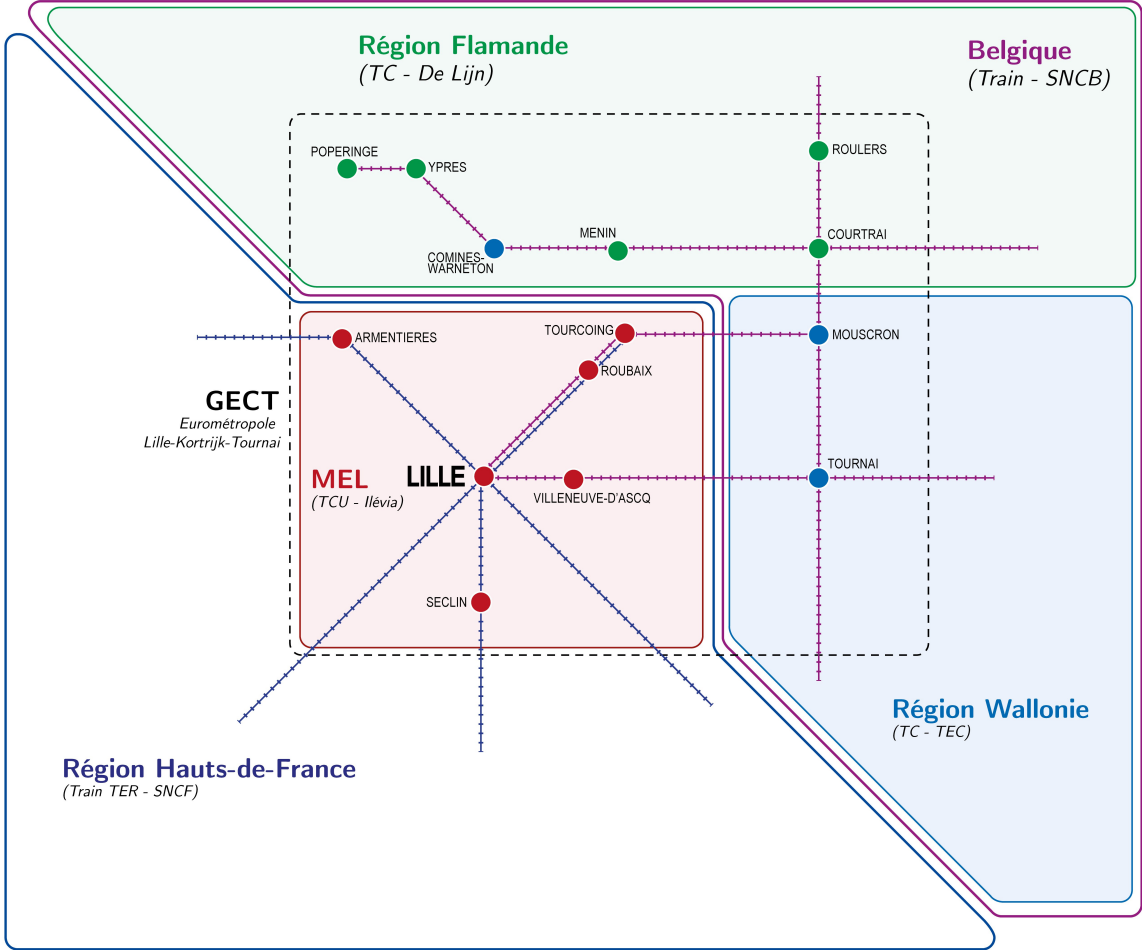 Région Flamande
(TC - De Lijn)
Belgique
(Train - SNCB)
POPERINGE
YPRES
ROULERS
MENIN
COURTRAI
COMINES-
WARNETON
ARMENTIERES
TOURCOING
MOUSCRON
ROUBAIX
GECT
Eurométropole
Lille-Kortrijk-Tournai
MEL
(TCU - Ilévia)
LILLE
VILLENEUVE-D'ASCQ
TOURNAI
SECLIN
Région Wallonie
(TC - TEC)
Région Hauts-de-France
(Train TER - SNCF)